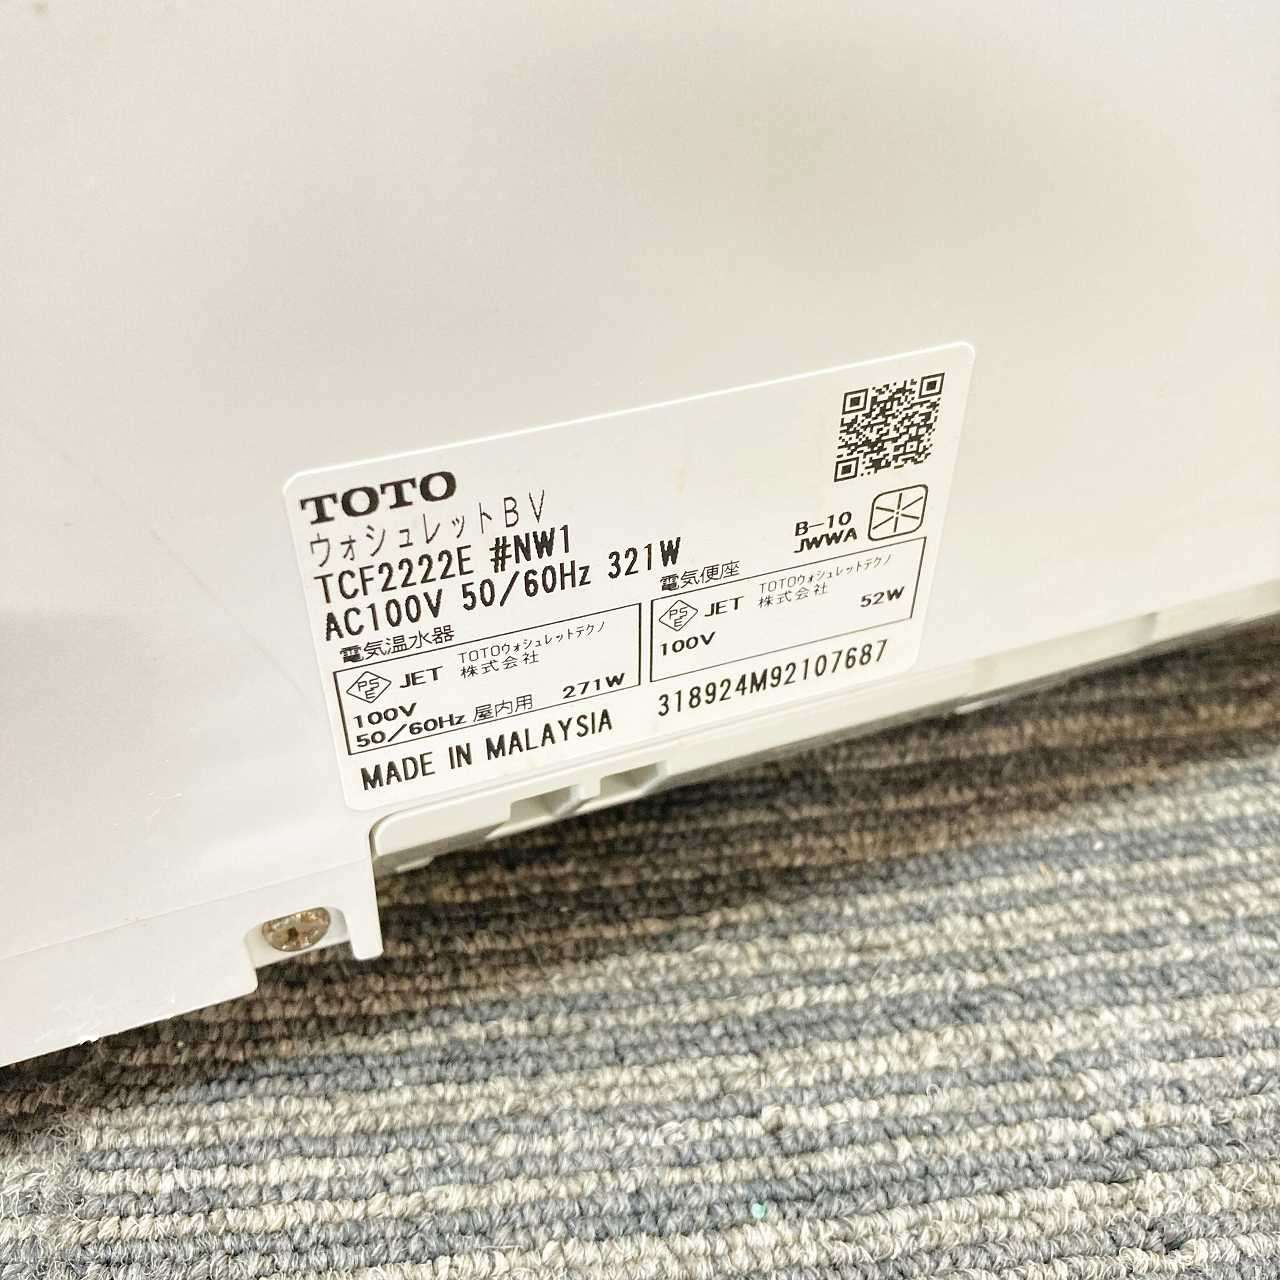 TOTO
ウォシュレットBV
TCF2222E #NW1
AC100V 50/60Hz 321W
B-10
JWWA
電気温水器
PSE JET TOTOウォシュレットテクノ
株式会社
100V
50/60Hz 屋内用 271W
電気便座
PSE JET TOTOウォシュレットテクノ
株式会社 52W
100V
MADE IN MALAYSIA 318924M92107687